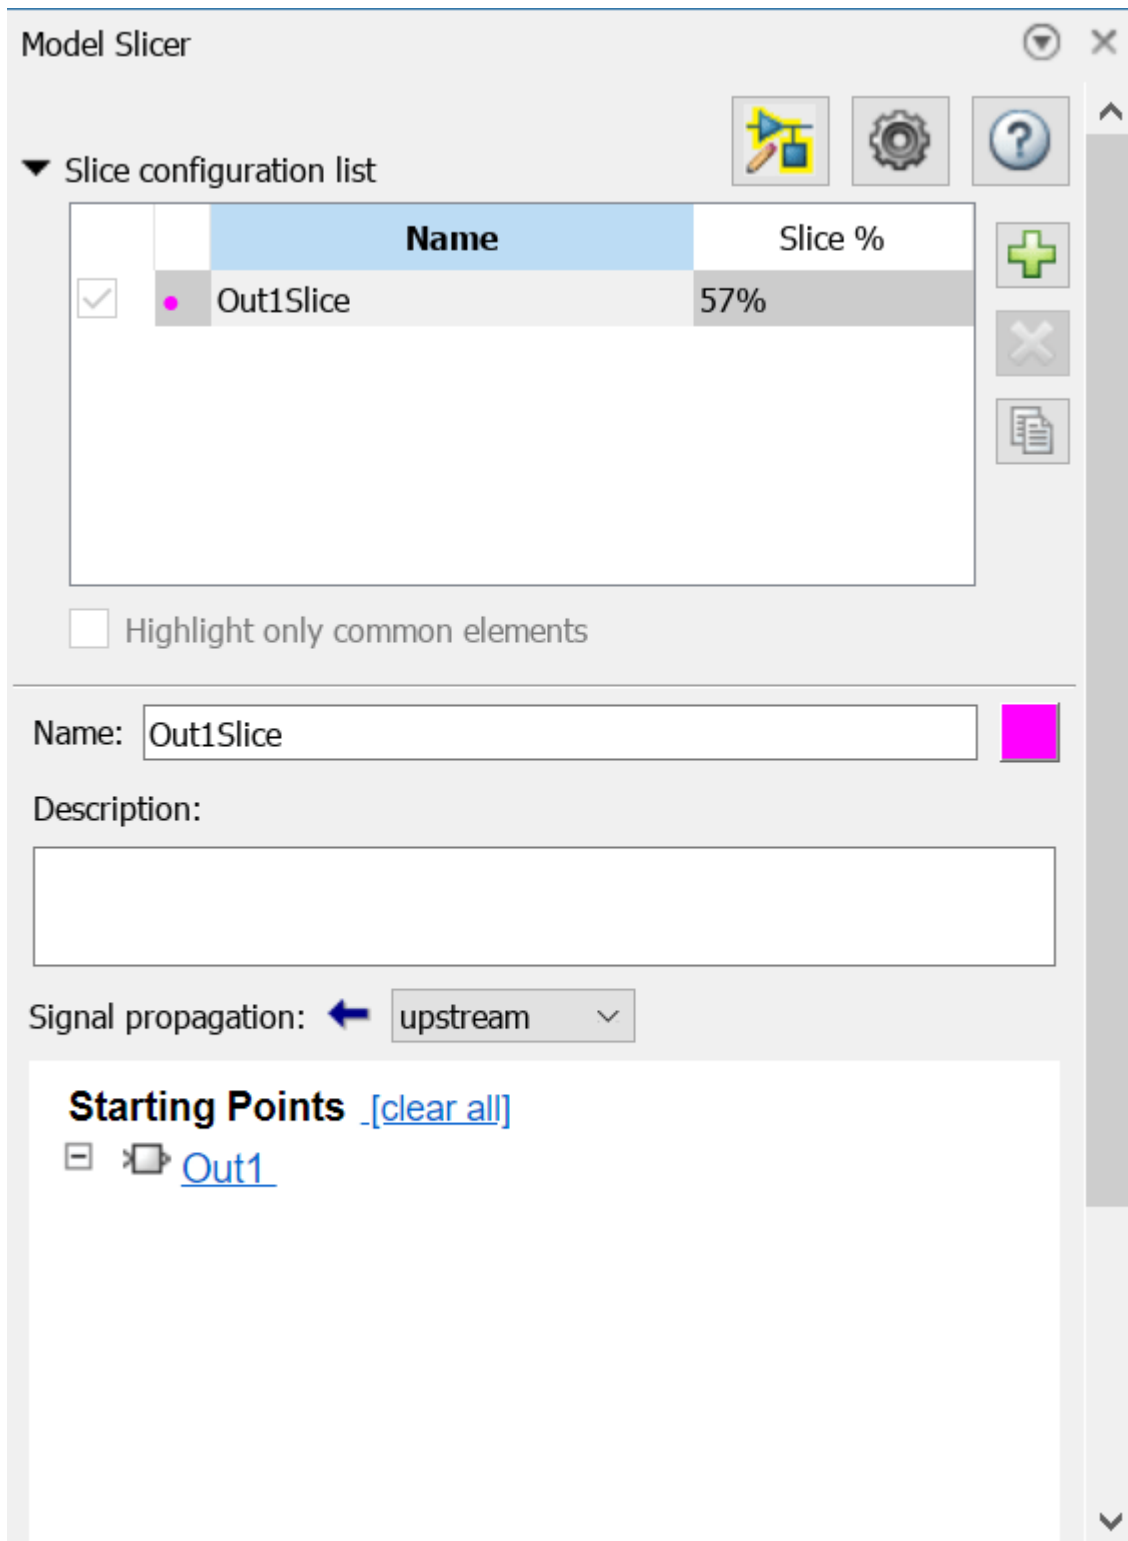 Model Slicer
Slice configuration list
Name Slice %
Out1Slice 57%
Highlight only common elements
Name: Out1Slice
Description:
Signal propagation: upstream
Starting Points [clear all]
Out1